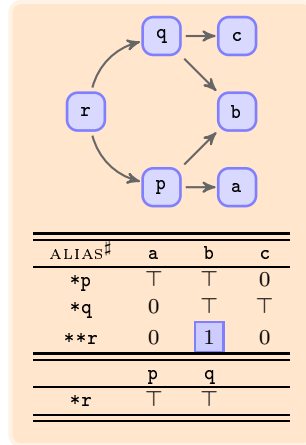 q c
r b
p a
ALIAS♯ a b c
*p ⊤ ⊤ 0
*q 0 ⊤ ⊤
**r 0 1 0
p q
*r ⊤ ⊤